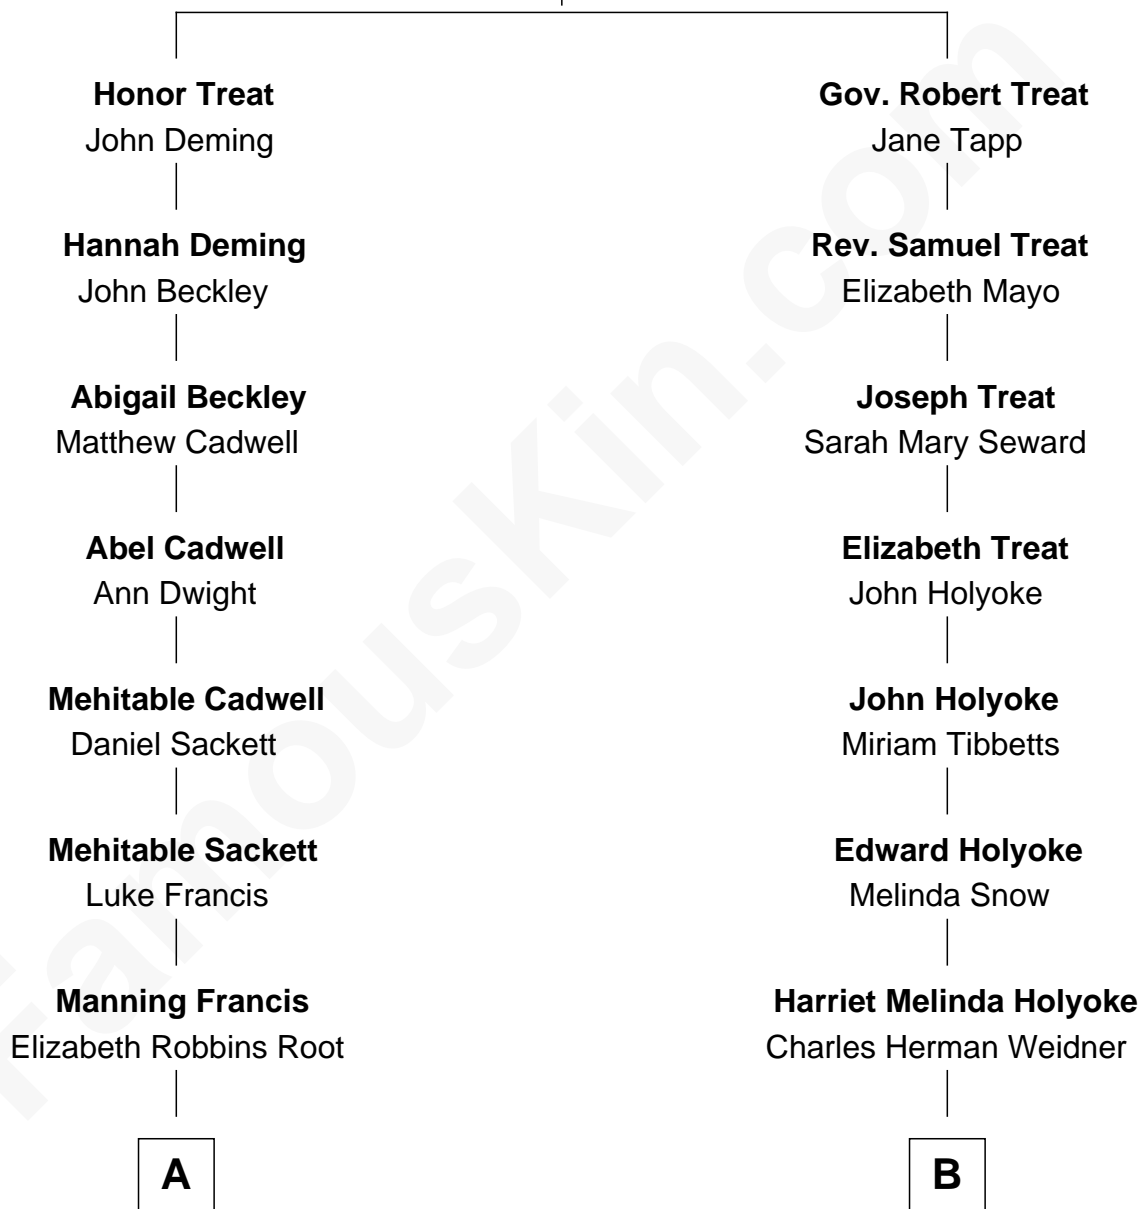 Honor Treat
John Deming
Hannah Deming
John Beckley
Abigail Beckley
Matthew Cadwell
Abel Cadwell
Ann Dwight
Mehitable Cadwell
Daniel Sackett
Mehitable Sackett
Luke Francis
Manning Francis
Elizabeth Robbins Root
A
Gov. Robert Treat
Jane Tapp
Rev. Samuel Treat
Elizabeth Mayo
Joseph Treat
Sarah Mary Seward
Elizabeth Treat
John Holyoke
John Holyoke
Miriam Tibbetts
Edward Holyoke
Melinda Snow
Harriet Melinda Holyoke
Charles Herman Weidner
B
FamousKin.com